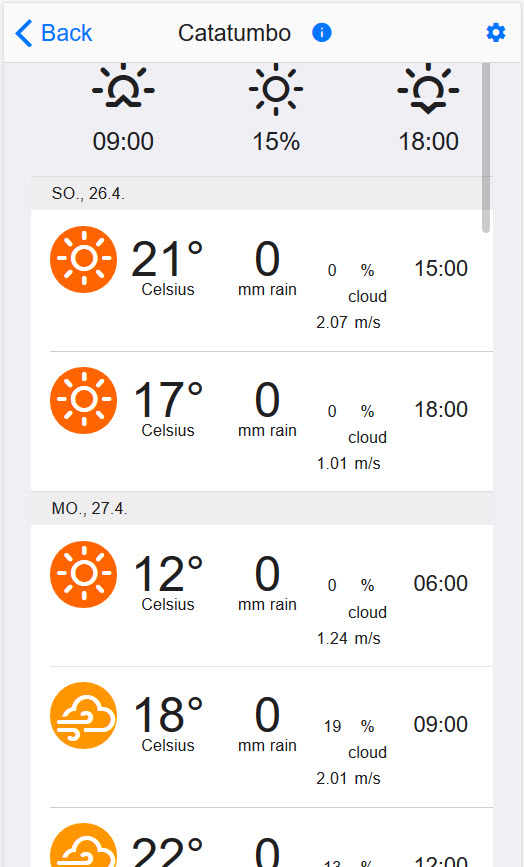 Back Catatumbo
09:00 15% 18:00
SO., 26.4.
21° 0 0 % 15:00
Celsius mm rain cloud
2.07 m/s
17° 0 0 % 18:00
Celsius mm rain cloud
1.01 m/s
MO., 27.4.
12° 0 0 % 06:00
Celsius mm rain cloud
1.24 m/s
18° 0 19 % 09:00
Celsius mm rain cloud
2.01 m/s
22° 0 13 % 12:00